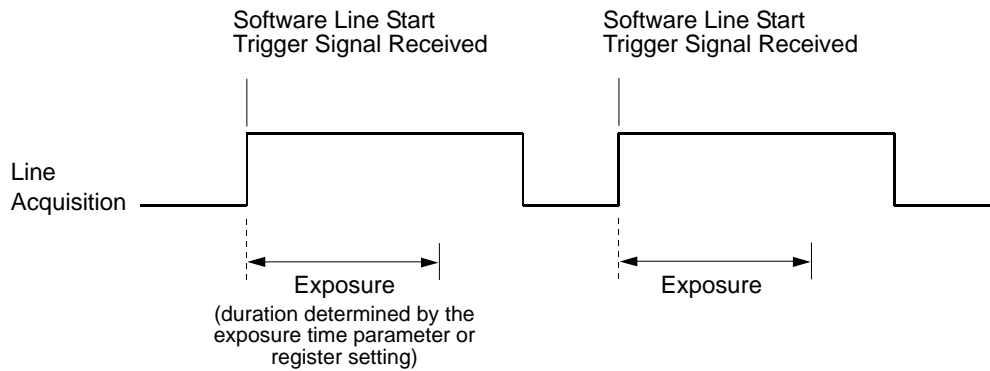 Software Line Start
Trigger Signal Received
Software Line Start
Trigger Signal Received
Line
Acquisition
Exposure
(duration determined by the
exposure time parameter or
register setting)
Exposure